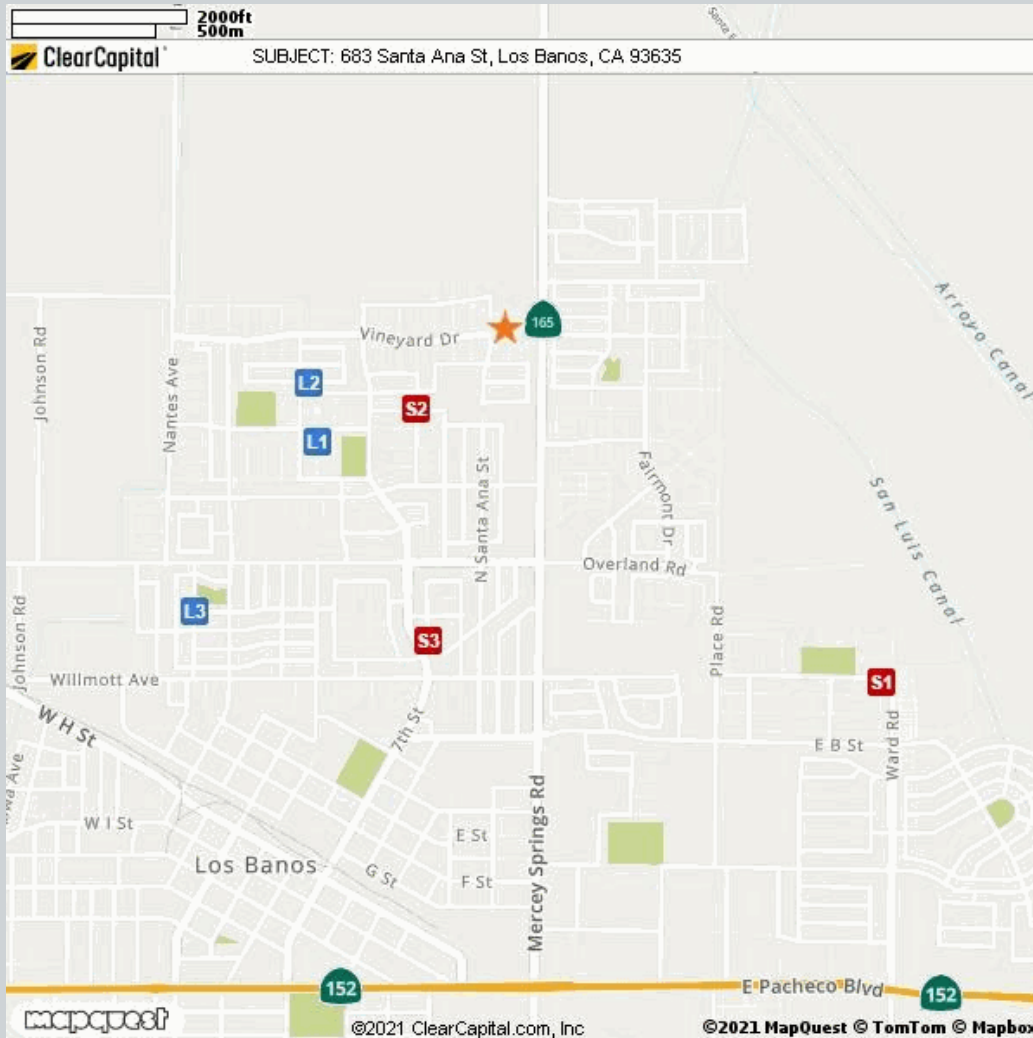 2000ft
500m
ClearCapital
SUBJECT: 683 Santa Ana St, Los Banos, CA 93635
Arroyo Canal
165
Vineyard Dr
Johnson Rd
Nantes Ave
L2
S2
L1
N Santa Ana St
Fairmont Dr
San Luis Canal
Overland Rd
L3
S3
Johnson Rd
Place Rd
Willmott Ave
S1
W H St
7th St
Ward Rd
E B St
Mercey Springs Rd
W I St
E St
Los Banos
G St
F St
152
E Pacheco Blvd
152
mapquest
©2021 ClearCapital.com, Inc
©2021 MapQuest © TomTom © Mapbox